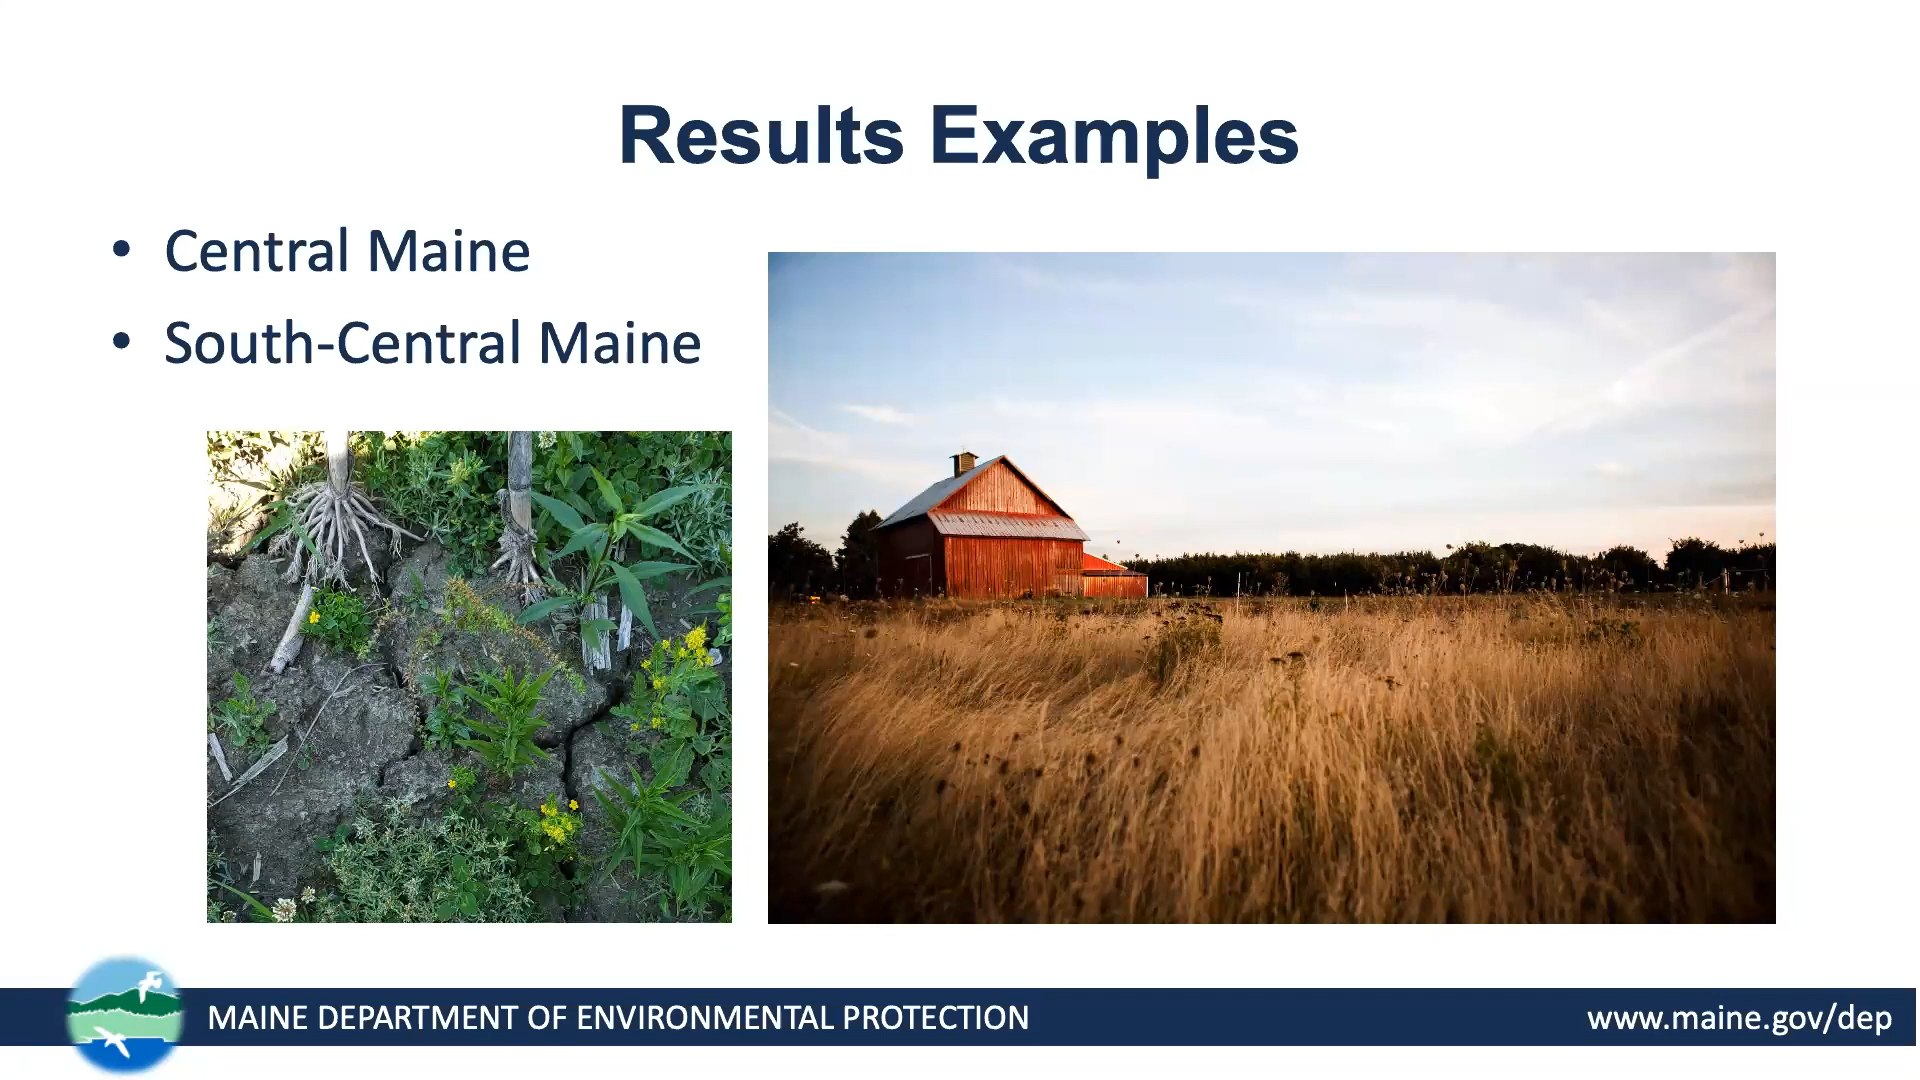 Results Examples
• Central Maine
• South-Central Maine
MAINE DEPARTMENT OF ENVIRONMENTAL PROTECTION
www.maine.gov/dep